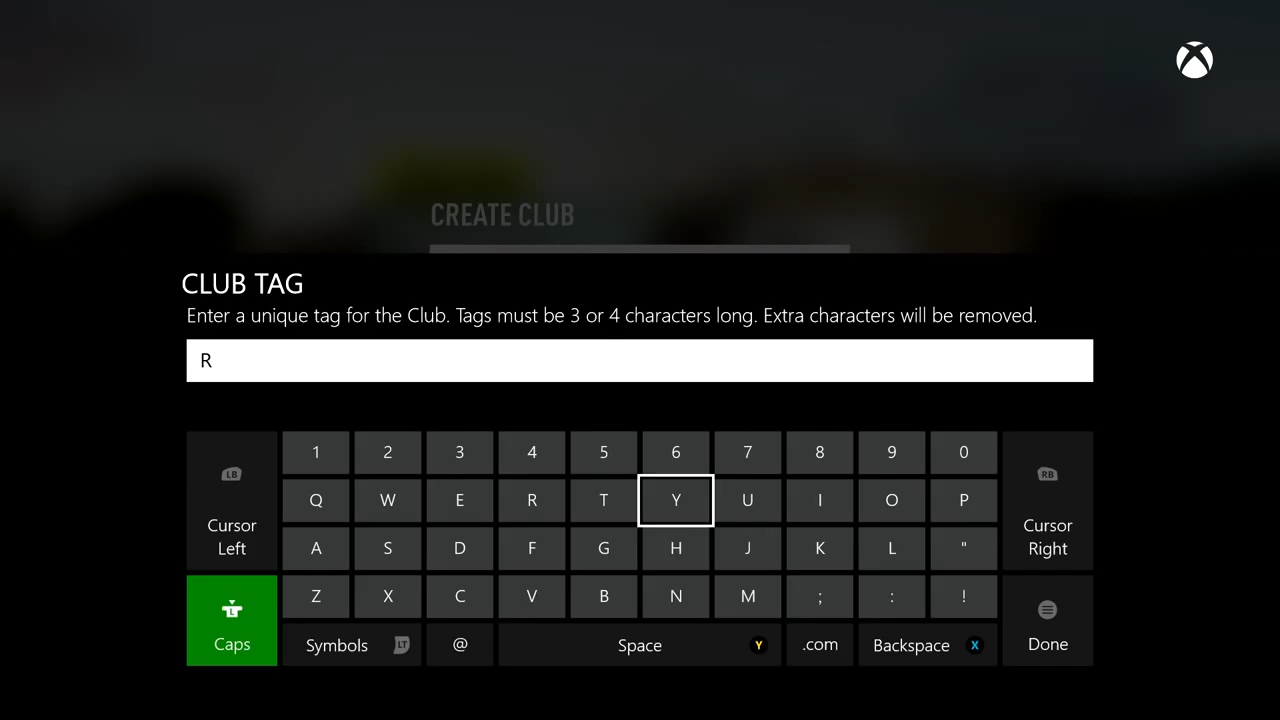 CREATE CLUB
CLUB TAG
Enter a unique tag for the Club. Tags must be 3 or 4 characters long. Extra characters will be removed.
R
LB
Cursor
Left
1 2 3 4 5 6 7 8 9 0
Q W E R T Y U I O P
A S D F G H J K L "
Z X C V B N M ; : !
RB
Cursor
Right
L
Caps
Symbols LT @ Space Y .com Backspace X
Done